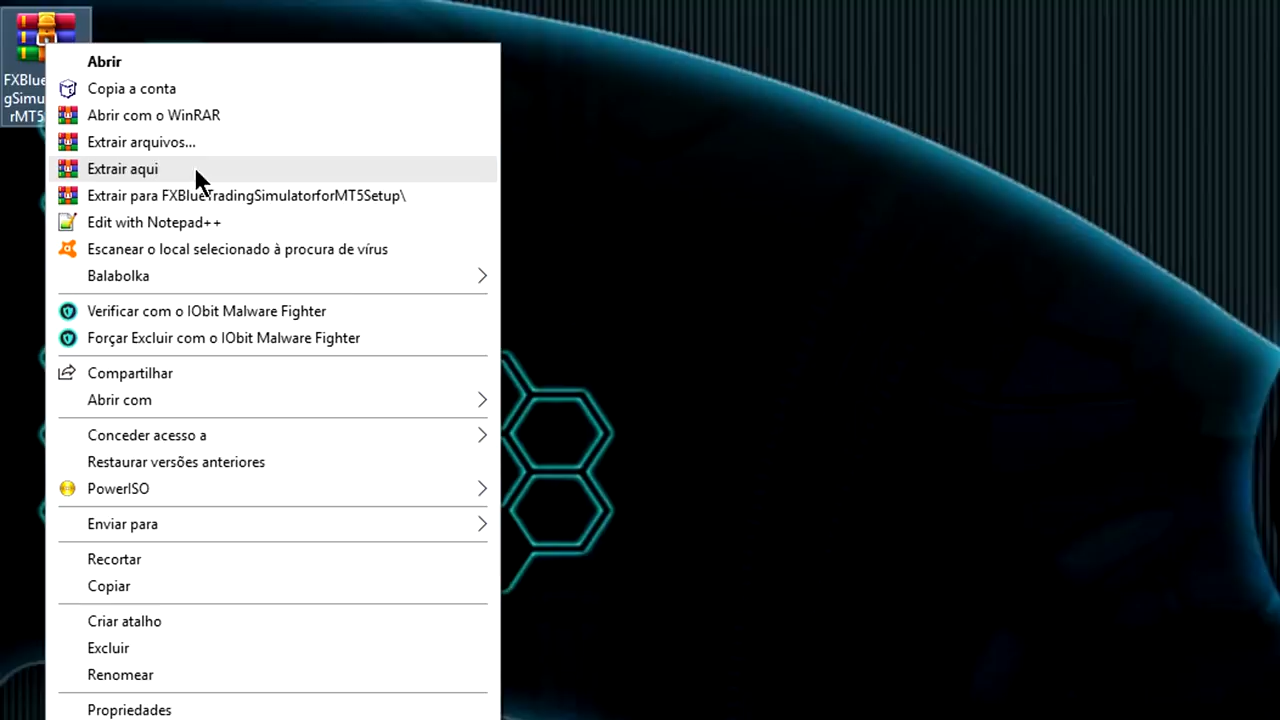 FXBlue
gSimu
rMT5
Abrir
Copia a conta
Abrir com o WinRAR
Extrair arquivos...
Extrair aqui
Extrair para FXBlueTradingSimulatorforMT5Setup\
Edit with Notepad++
Escanear o local selecionado à procura de vírus
Balabolka
Verificar com o IObit Malware Fighter
Forçar Excluir com o IObit Malware Fighter
Compartilhar
Abrir com
Conceder acesso a
Restaurar versões anteriores
PowerISO
Enviar para
Recortar
Copiar
Criar atalho
Excluir
Renomear
Propriedades